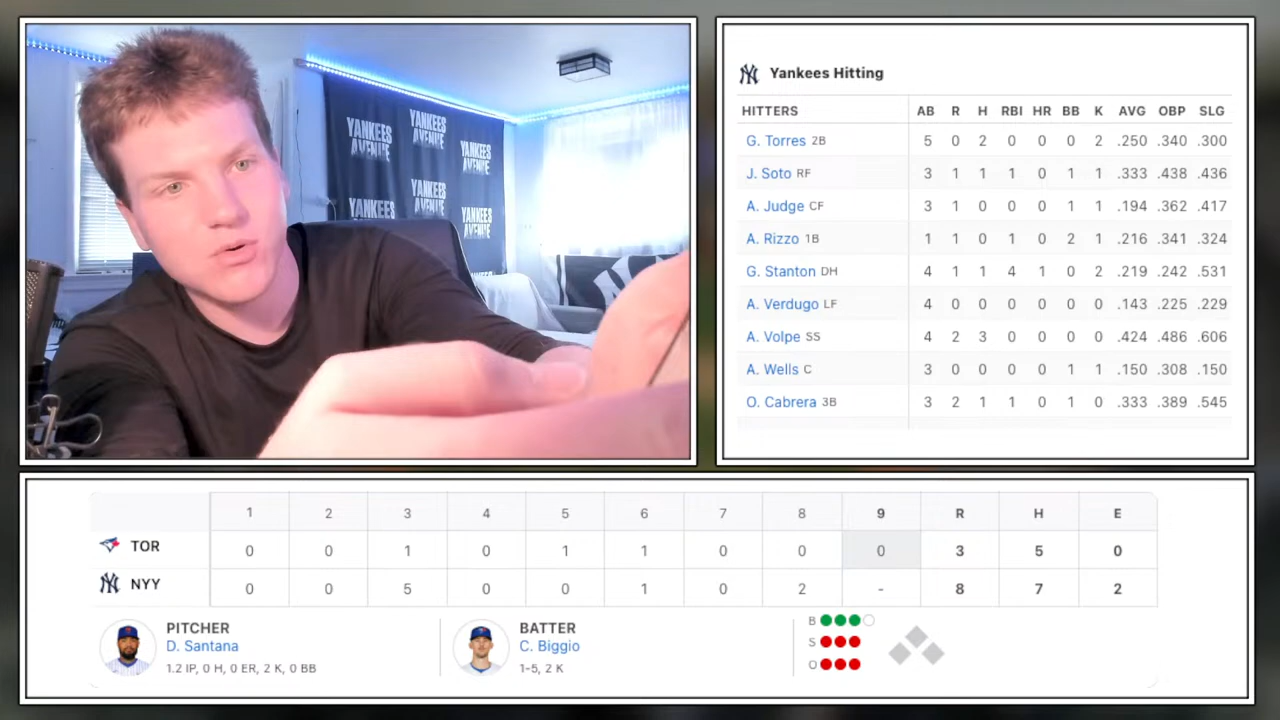 YANKEES AVENUE YANKEES AVENUE YANKEES AVENUE
YANKEES AVENUE YANKEES AVENUE YANKEES AVENUE
Yankees Hitting
HITTERS AB R H RBI HR BB K AVG OBP SLG
G. Torres 2B 5 0 2 0 0 0 2 .250 .340 .300
J. Soto RF 3 1 1 1 0 1 1 .333 .438 .436
A. Judge CF 3 1 0 0 0 1 1 .194 .362 .417
A. Rizzo 1B 1 1 0 1 0 2 1 .216 .341 .324
G. Stanton DH 4 1 1 4 1 0 2 .219 .242 .531
A. Verdugo LF 4 0 0 0 0 0 0 .143 .225 .229
A. Volpe SS 4 2 3 0 0 0 0 .424 .486 .606
A. Wells C 3 0 0 0 0 1 1 .150 .308 .150
O. Cabrera 3B 3 2 1 1 0 1 0 .333 .389 .545
1 2 3 4 5 6 7 8 9 R H E
TOR 0 0 1 0 1 1 0 0 0 3 5 0
NYY 0 0 5 0 0 1 0 2 - 8 7 2
PITCHER
D. Santana
1.2 IP, 0 H, 0 ER, 2 K, 0 BB
BATTER
C. Biggio
1-5, 2 K
B
S
O